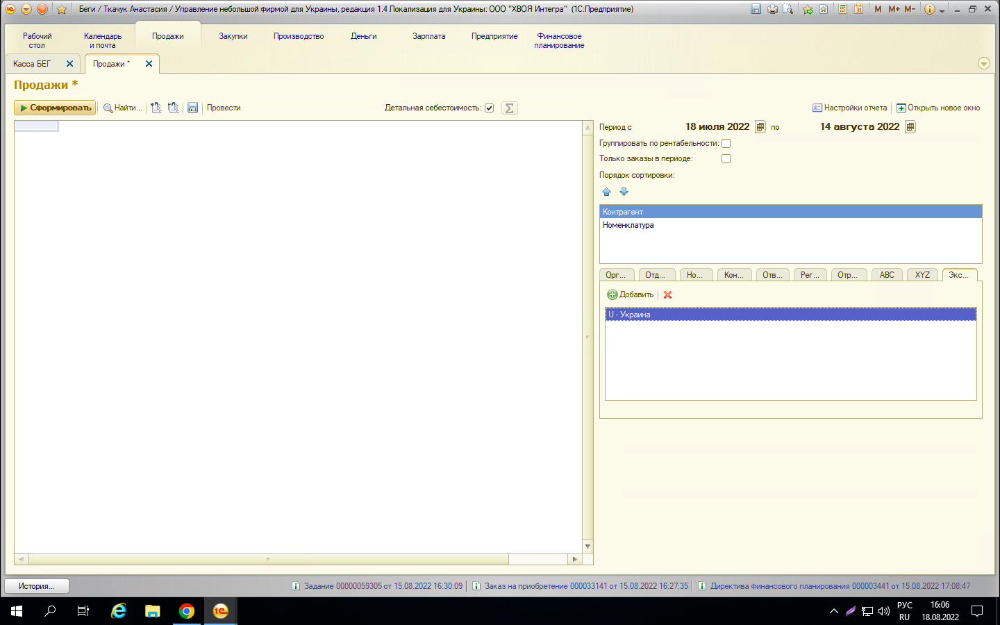 Беги / Ткачук Анастасия / Управление небольшой фирмой для Украины, редакция 1.4 Локализация для Украины: ООО "ХВОЯ Интегра" (1С:Предприятие)
M M+ M-
Рабочий стол
Календарь и почта
Продажи
Закупки
Производство
Деньги
Зарплата
Предприятие
Финансовое планирование
Касса БЕГ
Продажи *
Продажи *
Сформировать
Найти...
Провести
Детальная себестоимость:
Σ
Настройки отчета
Открыть новое окно
Период с 18 июля 2022 по 14 августа 2022
Группировать по рентабельности:
Только заказы в периоде:
Порядок сортировки:
Контрагент
Номенклатура
Орг... Отд... Но... Кон... Отв... Рег... Отр... ABC XYZ Экс...
Добавить
U - Украина
История...
Задание 00000059305 от 15.08.2022 16:30:09
Заказ на приобретение 000033141 от 15.08.2022 16:27:35
Директива финансового планирования 000003441 от 15.08.2022 17:08:47
РУС
RU
16:06
18.08.2022